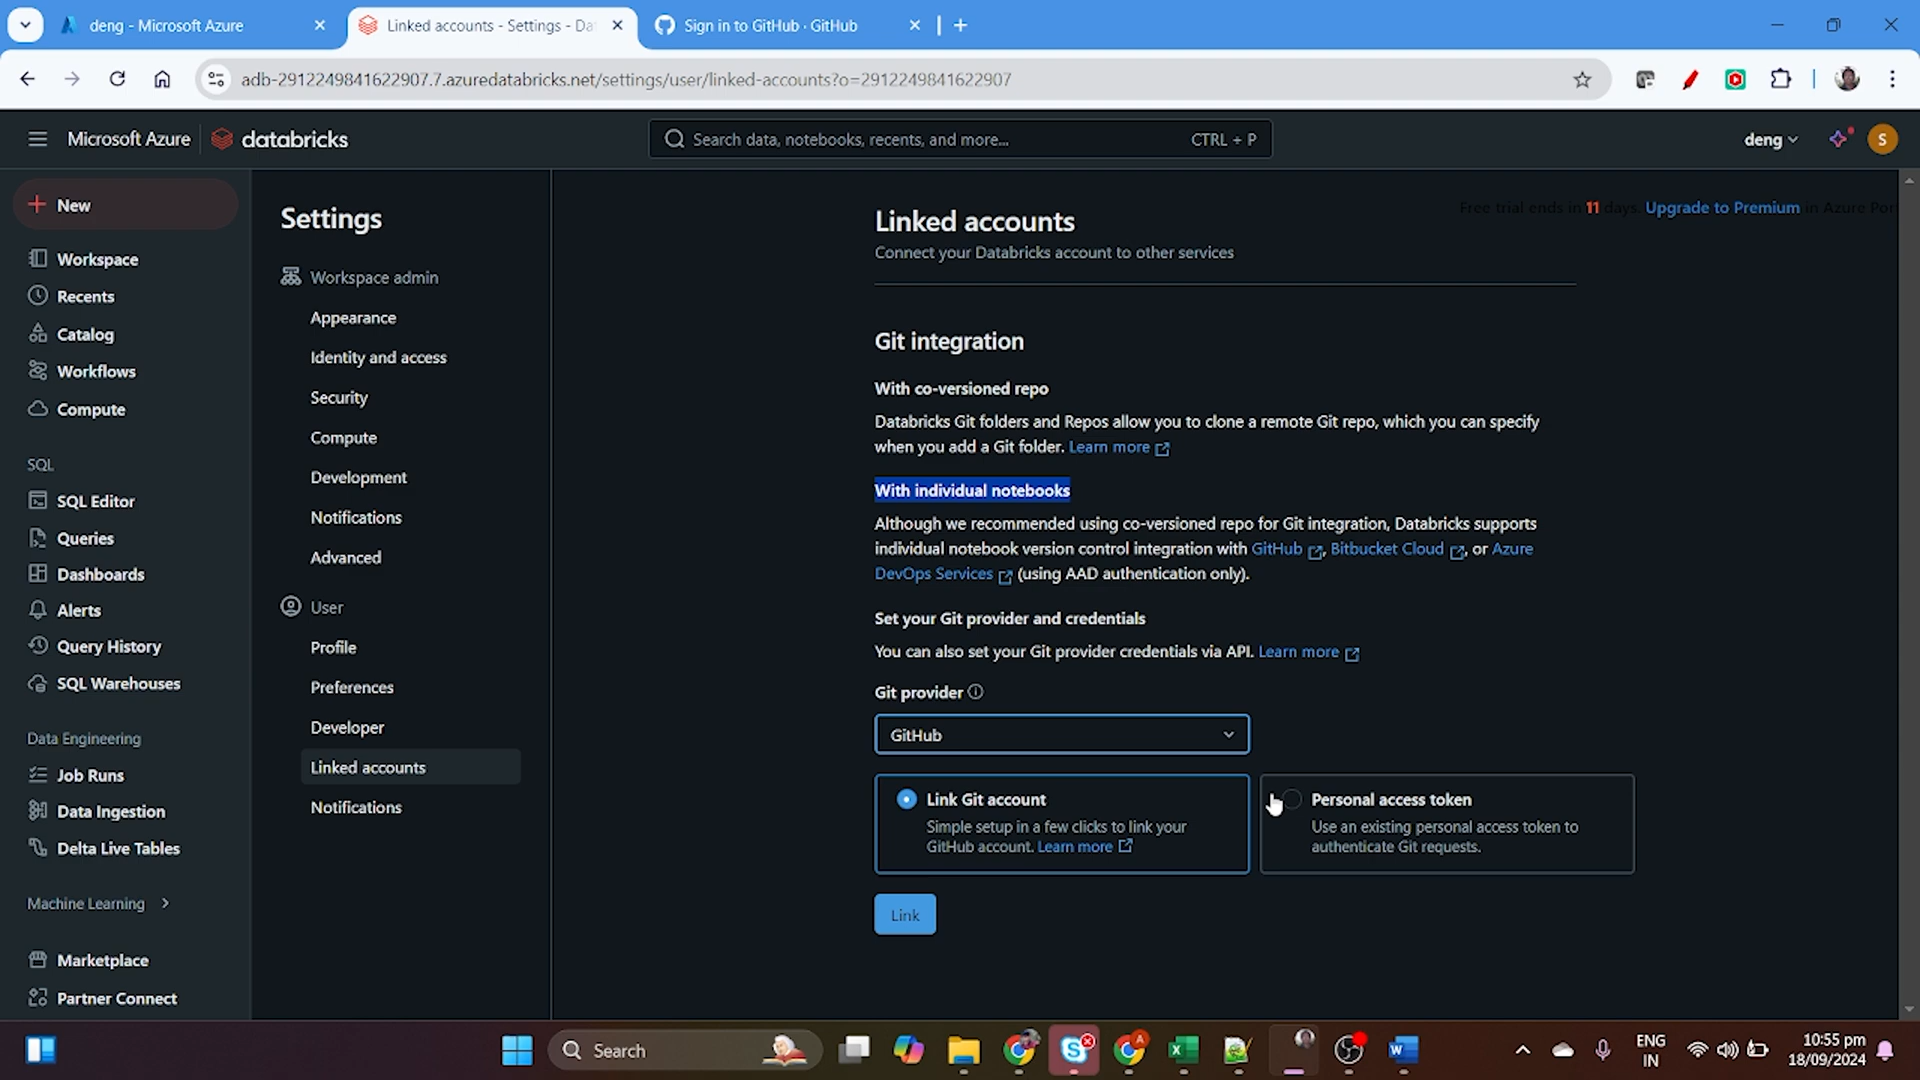 deng - Microsoft Azure
Linked accounts - Settings - Da
Sign in to GitHub · GitHub
adb-2912249841622907.7.azuredatabricks.net/settings/user/linked-accounts?o=2912249841622907
Microsoft Azure
databricks
Search data, notebooks, recents, and more...
CTRL + P
deng
S
New
Workspace
Recents
Catalog
Workflows
Compute
SQL
SQL Editor
Queries
Dashboards
Alerts
Query History
SQL Warehouses
Data Engineering
Job Runs
Data Ingestion
Delta Live Tables
Machine Learning
Marketplace
Partner Connect
Settings
Workspace admin
Appearance
Identity and access
Security
Compute
Development
Notifications
Advanced
User
Profile
Preferences
Developer
Linked accounts
Notifications
Free trial ends in 11 days. Upgrade to Premium in Azure Por
Linked accounts
Connect your Databricks account to other services
Git integration
With co-versioned repo
Databricks Git folders and Repos allow you to clone a remote Git repo, which you can specify
when you add a Git folder. Learn more
With individual notebooks
Although we recommended using co-versioned repo for Git integration, Databricks supports
individual notebook version control integration with GitHub, Bitbucket Cloud, or Azure
DevOps Services (using AAD authentication only).
Set your Git provider and credentials
You can also set your Git provider credentials via API. Learn more
Git provider
GitHub
Link Git account
Simple setup in a few clicks to link your
GitHub account. Learn more
Personal access token
Use an existing personal access token to
authenticate Git requests.
Link
Search
ENG
IN
10:55 pm
18/09/2024